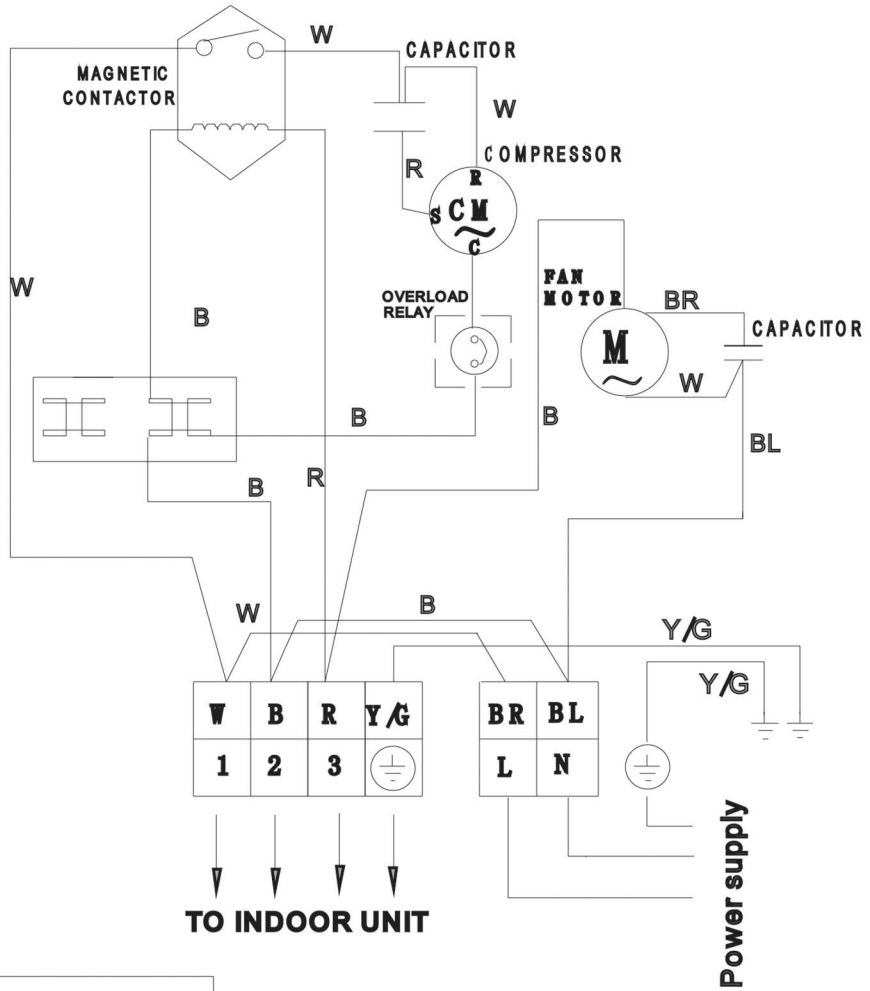 W
CAPACITOR
MAGNETIC
CONTACTOR
W
COMPRESSOR
R
R
S CM
C
W
OVERLOAD
RELAY
FAN
MOTOR
BR
B
CAPACITOR
M
W
B
B
BL
R
B
W
B
Y/G
Y/G
W B R Y/G
BR BL
1 2 3
L N
TO INDOOR UNIT
Power supply